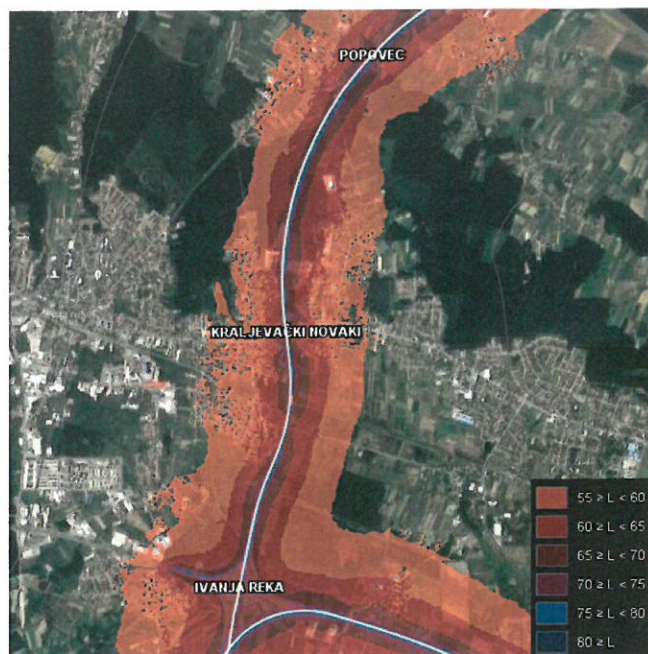 POPOVEC
KRALJEVAČKI NOVAKI
IVANJA REKA
55 ≥ L < 60
60 ≥ L < 65
65 ≥ L < 70
70 ≥ L < 75
75 ≥ L < 80
80 ≥ L